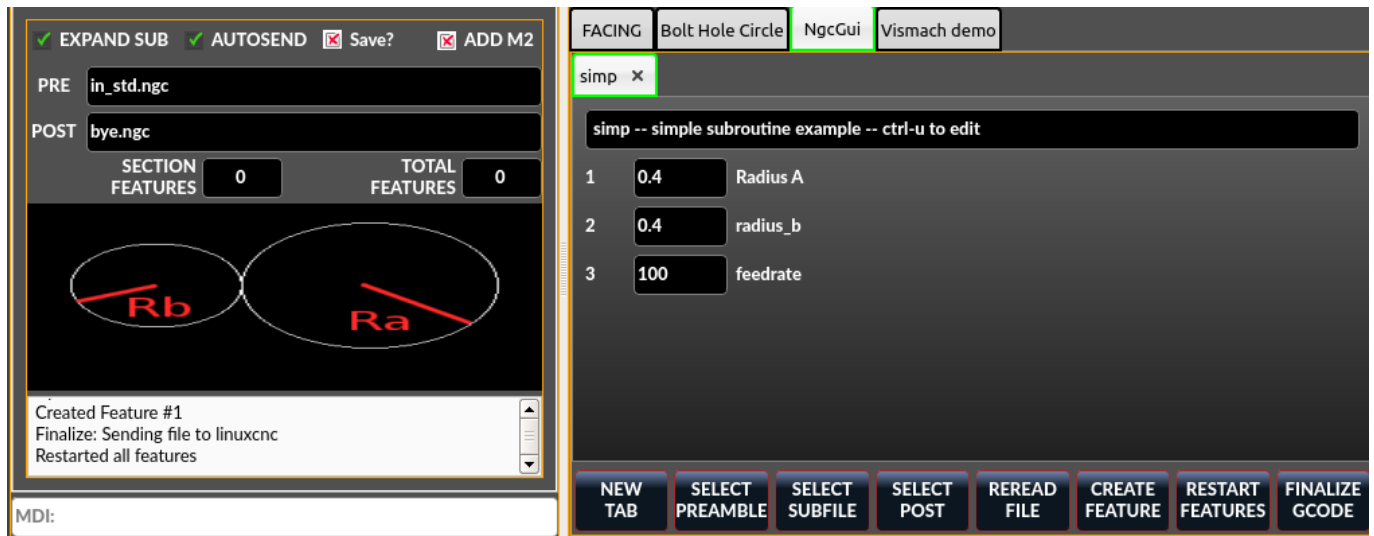 EXPAND SUB AUTOSEND Save? ADD M2
PRE in_std.ngc
POST bye.ngc
SECTION FEATURES 0 TOTAL FEATURES 0
Rb Ra
Created Feature #1
Finalize: Sending file to linuxcnc
Restarted all features
MDI:
FACING Bolt Hole Circle NgcGui Vismach demo
simp ×
simp -- simple subroutine example -- ctrl-u to edit
1 0.4 Radius A
2 0.4 radius_b
3 100 feedrate
NEW TAB SELECT PREAMBLE SELECT SUBFILE SELECT POST REREAD FILE CREATE FEATURE RESTART FEATURES FINALIZE GCODE